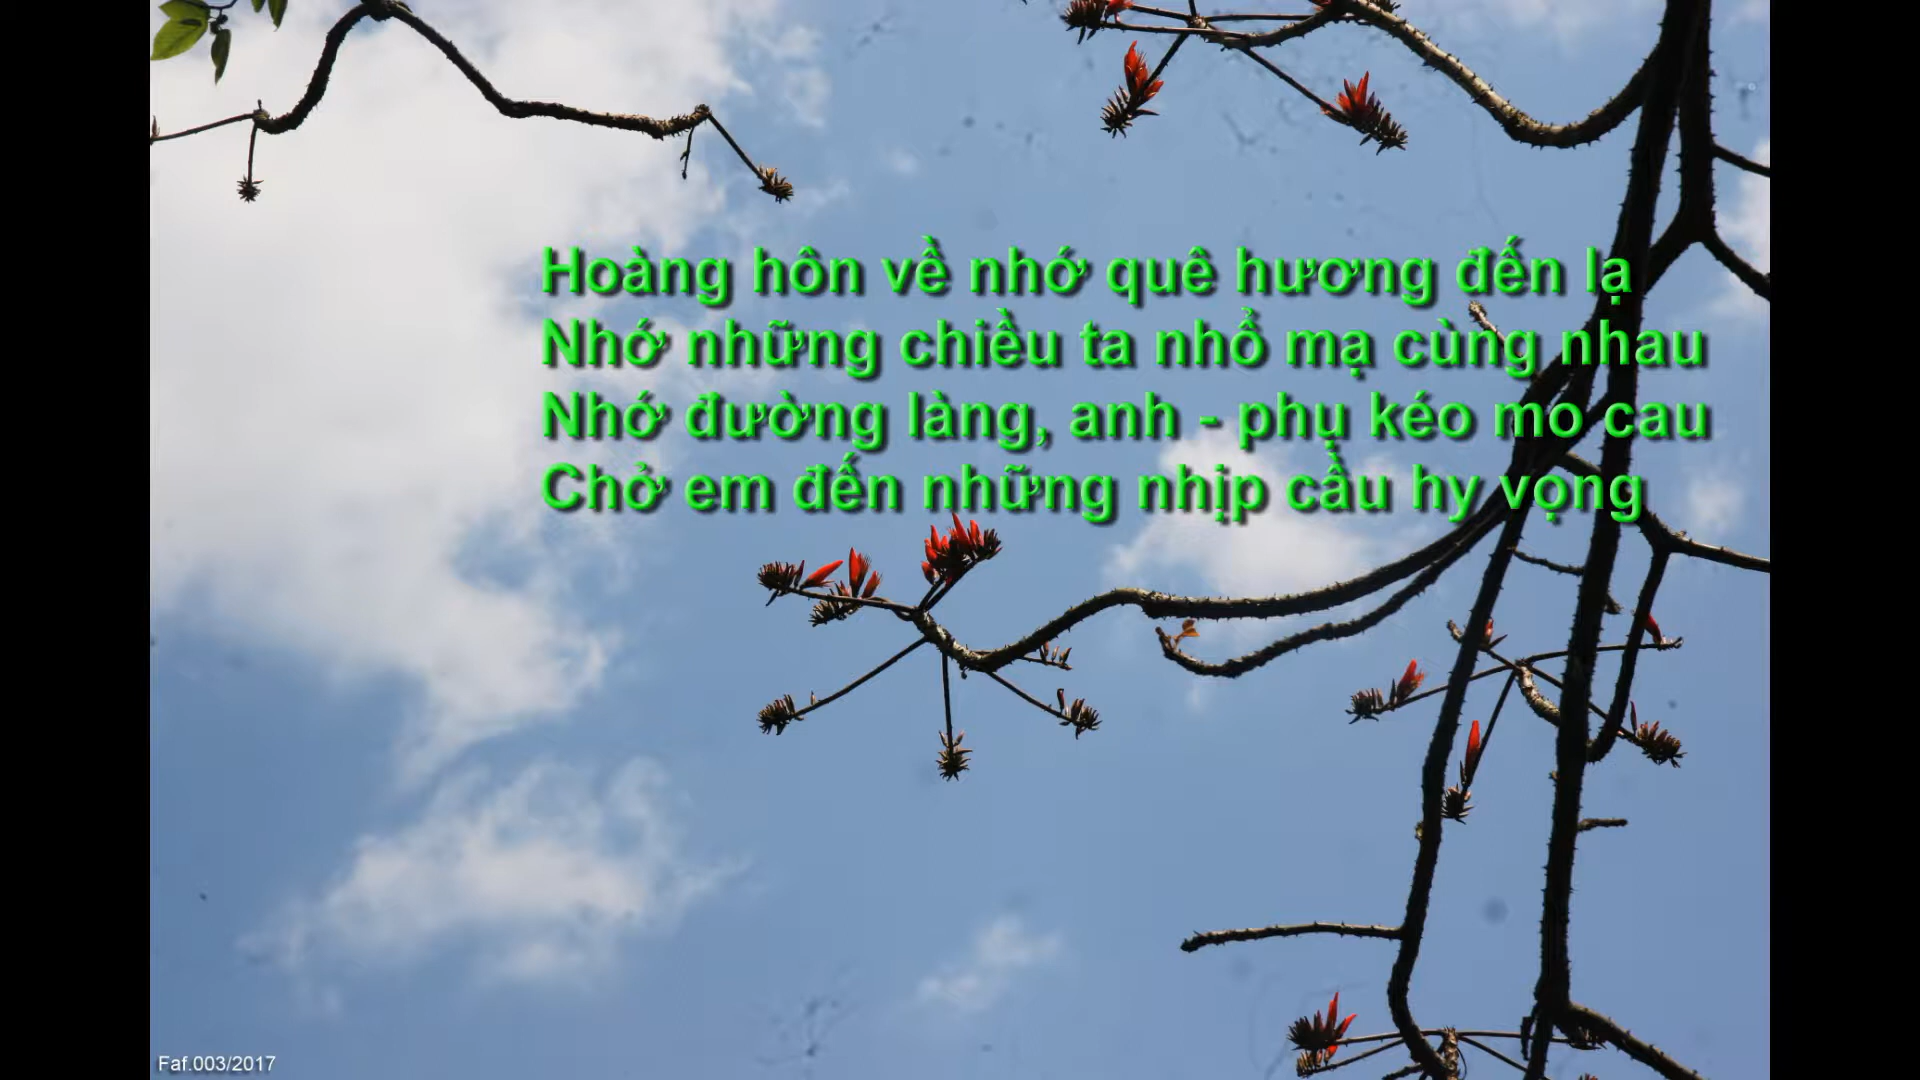 Hoàng hôn về nhớ quê hương đến lạ
Nhớ những chiều ta nhổ mạ cùng nhau
Nhớ đường làng, anh - phụ kéo mo cau
Chở em đến những nhịp cầu hy vọng
Faf.003/2017